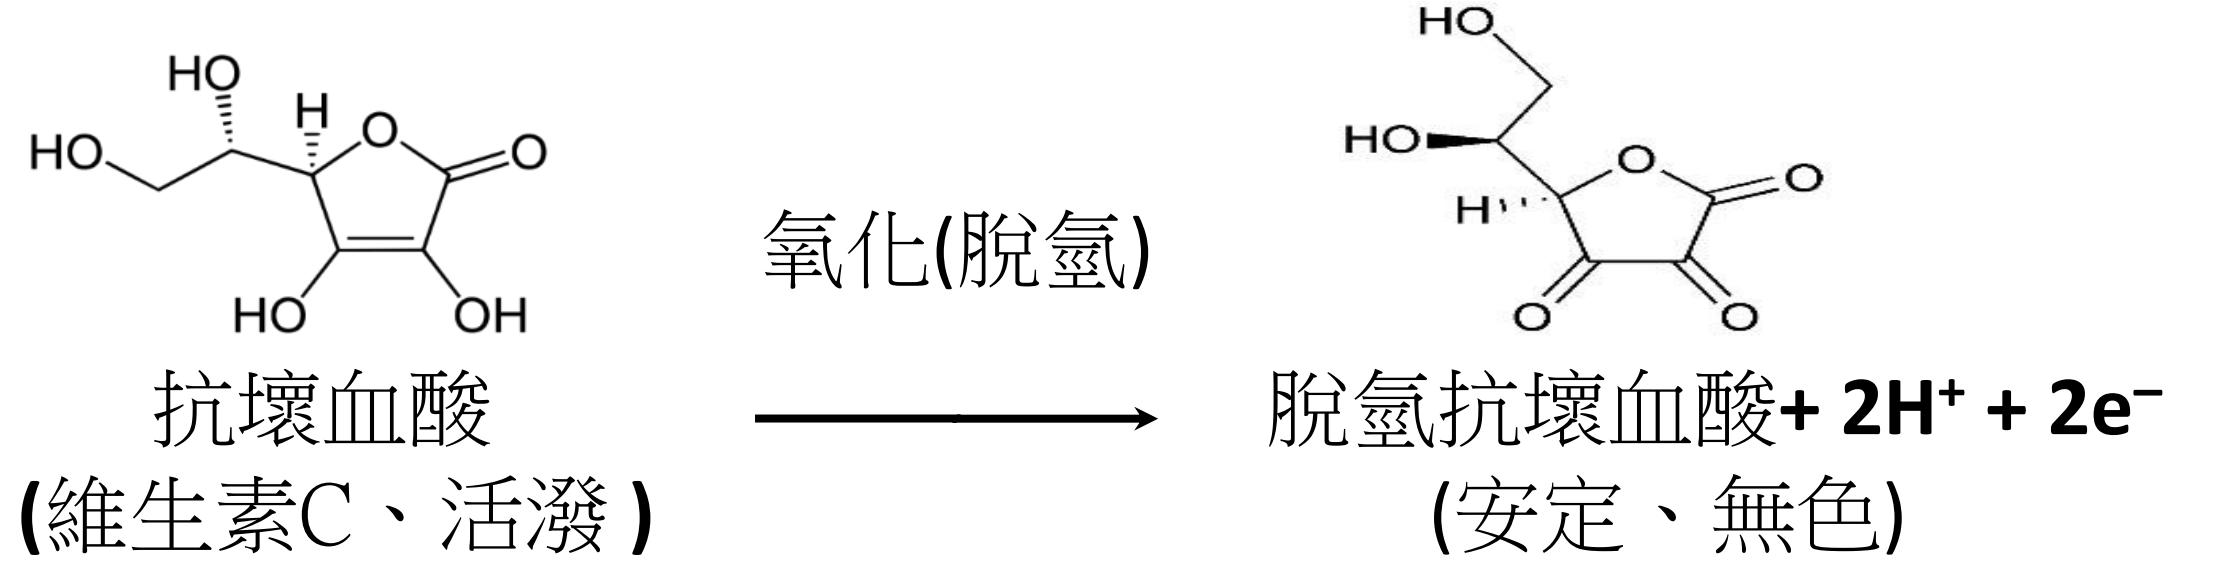 HO
HO
H
O
O
HO
OH
氧化(脫氫)
HO
HO
H
O
O
O
O
抗壞血酸
脫氫抗壞血酸+ 2H⁺ + 2e⁻
(維生素C、活潑 )
(安定、無色)